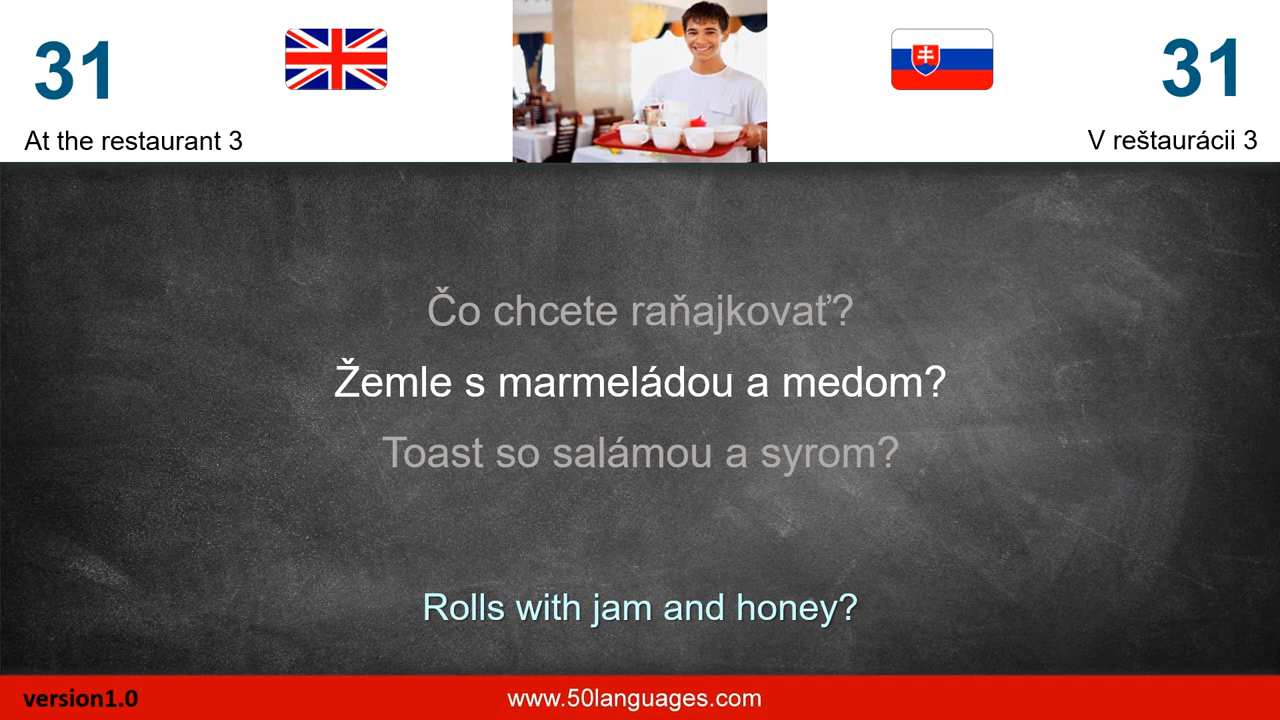 31
31
At the restaurant 3
V reštaurácii 3
Čo chcete raňajkovať?
Žemle s marmeládou a medom?
Toast so salámou a syrom?
Rolls with jam and honey?
version1.0
www.50languages.com